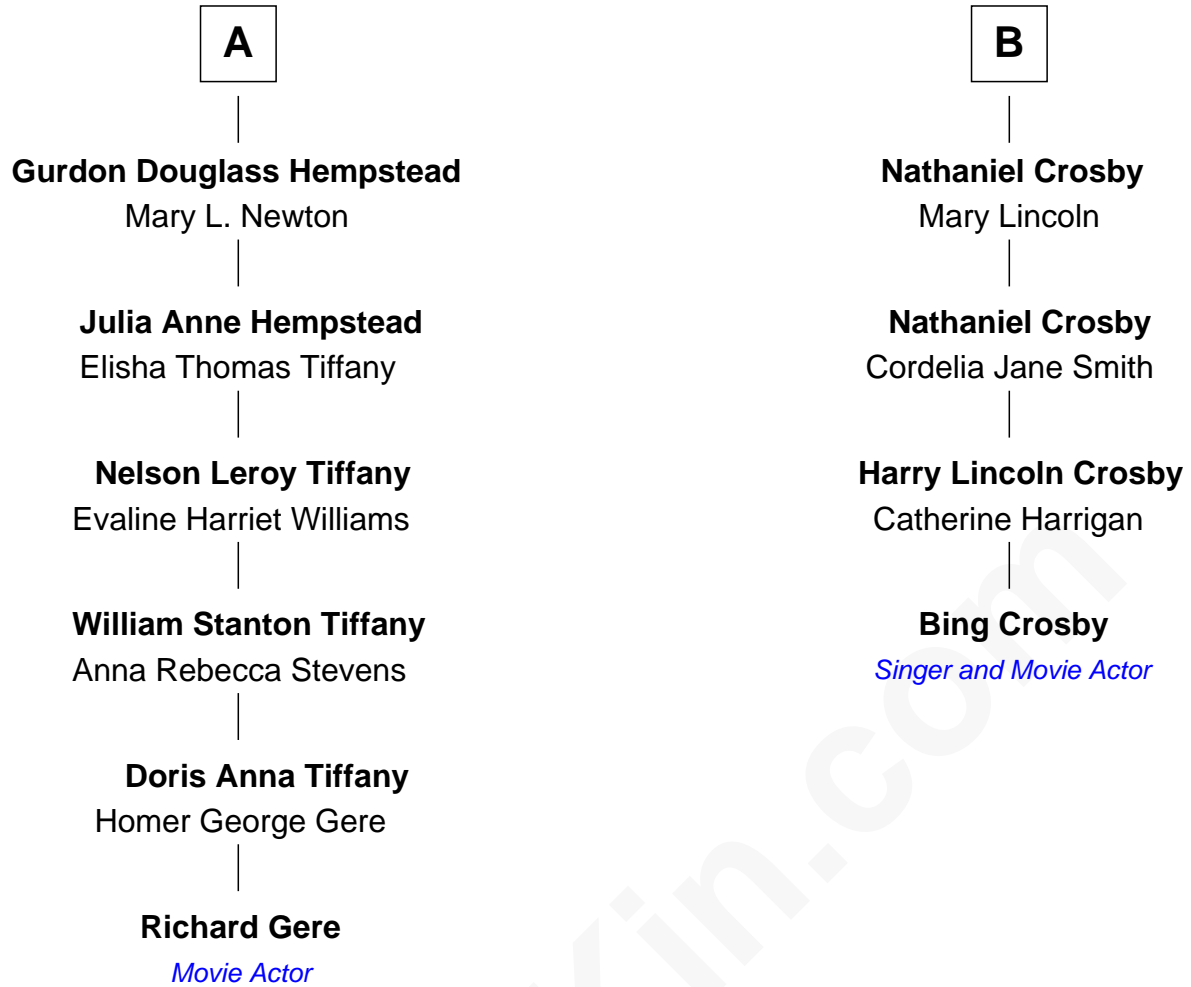 A
Gurdon Douglass Hempstead
Mary L. Newton
Julia Anne Hempstead
Elisha Thomas Tiffany
Nelson Leroy Tiffany
Evaline Harriet Williams
William Stanton Tiffany
Anna Rebecca Stevens
Doris Anna Tiffany
Homer George Gere
Richard Gere
Movie Actor
B
Nathaniel Crosby
Mary Lincoln
Nathaniel Crosby
Cordelia Jane Smith
Harry Lincoln Crosby
Catherine Harrigan
Bing Crosby
Singer and Movie Actor
Kin.com